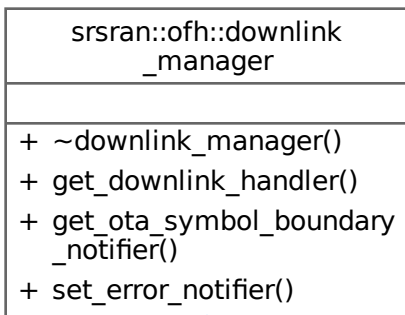 srsran::ofh::downlink
_manager
+ ~downlink_manager()
+ get_downlink_handler()
+ get_ota_symbol_boundary
_notifier()
+ set_error_notifier()